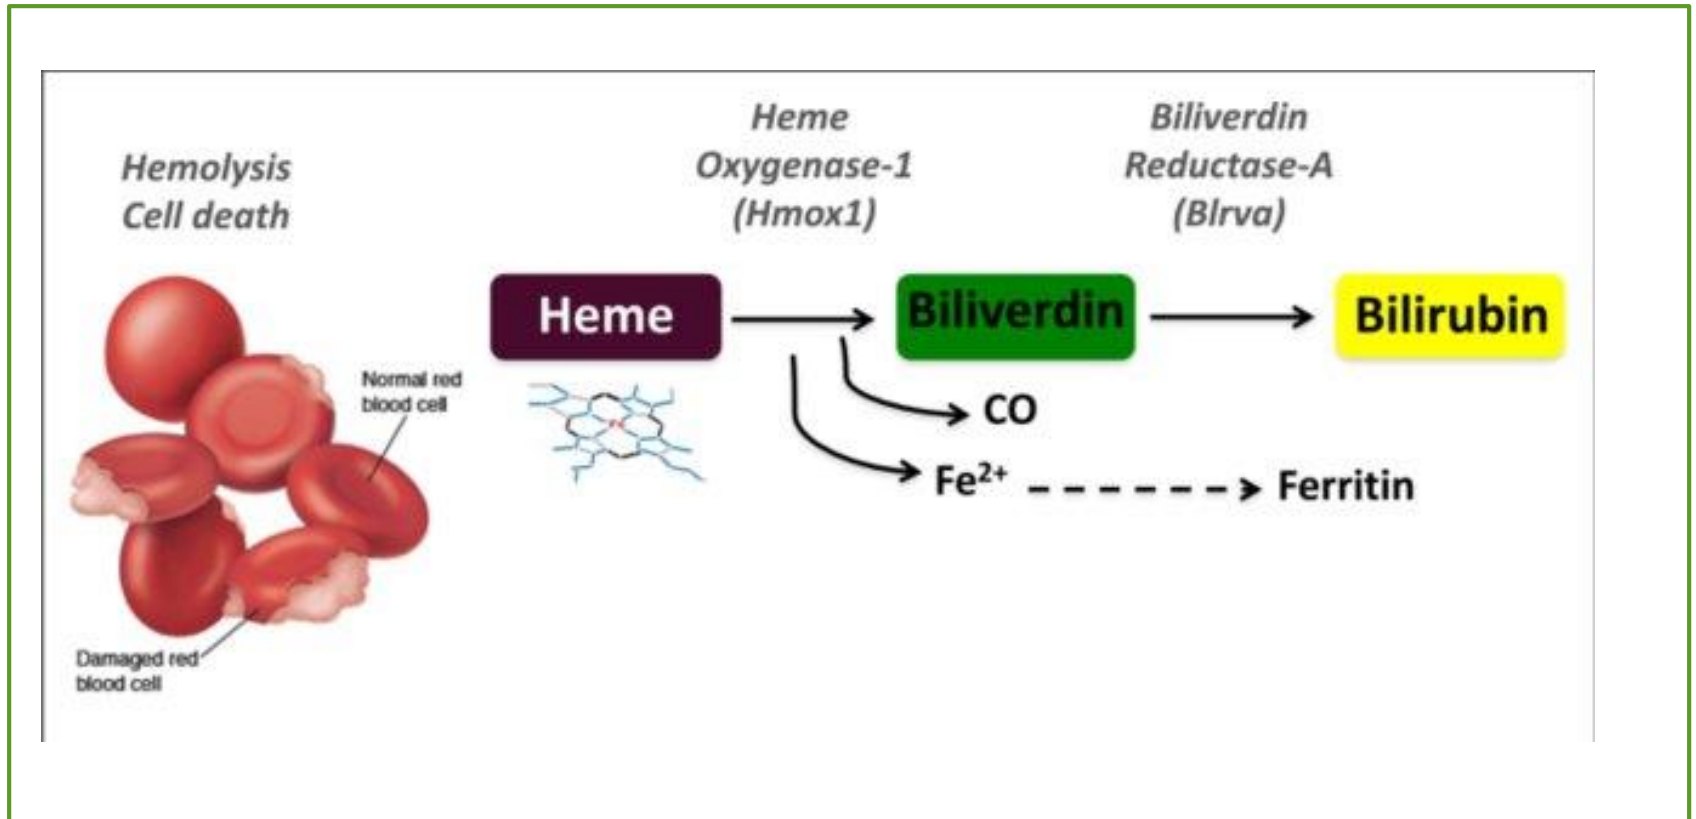 Hemolysis
Cell death
Heme
Oxygenase-1
(Hmox1)
Biliverdin
Reductase-A
(Blrva)
Heme
Biliverdin
Bilirubin
Normal red
blood cell
Fe
CO
Fe²⁺
Ferritin
Damaged red
blood cell